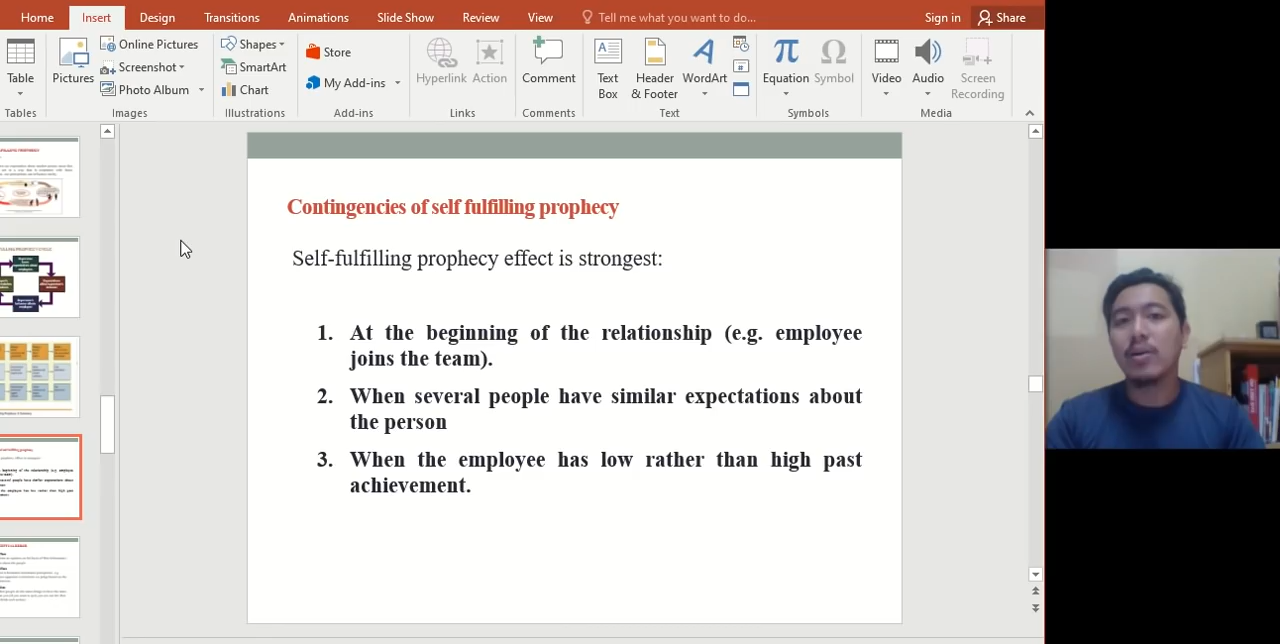 Home Insert Design Transitions Animations Slide Show Review View Tell me what you want to do... Sign in Share
Table
Tables
Pictures
Online Pictures
Screenshot
Photo Album
Images
Shapes
SmartArt
Chart
Illustrations
Store
My Add-ins
Add-ins
Hyperlink Action
Links
Comment
Comments
Text
Box
Header
& Footer
WordArt
Text
Equation Symbol
Symbols
Video Audio Screen
Recording
Media
Contingencies of self fulfilling prophecy
Self-fulfilling prophecy effect is strongest:
1. At the beginning of the relationship (e.g. employee
joins the team).
2. When several people have similar expectations about
the person
3. When the employee has low rather than high past
achievement.